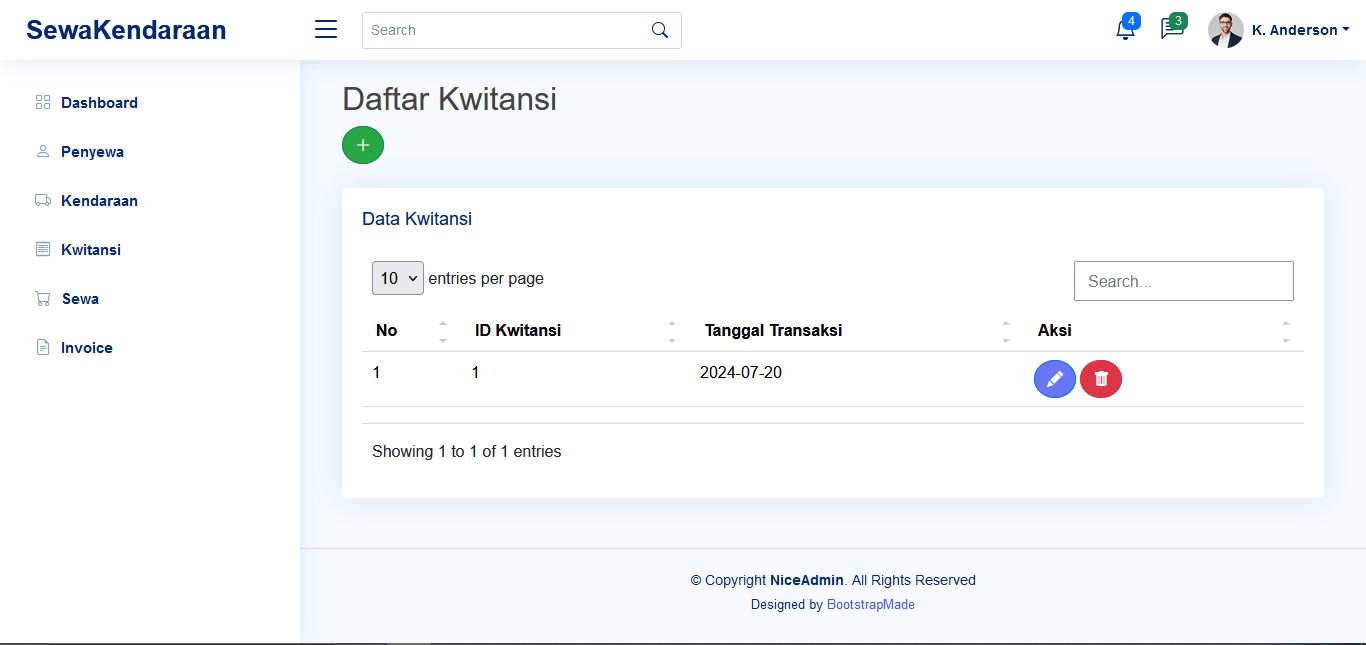 SewaKendaraan
Search
4
3
K. Anderson
Dashboard
Penyewa
Kendaraan
Kwitansi
Sewa
Invoice
Daftar Kwitansi
+
Data Kwitansi
10 entries per page
Search...
No ID Kwitansi Tanggal Transaksi Aksi
1 1 2024-07-20
Showing 1 to 1 of 1 entries
© Copyright NiceAdmin. All Rights Reserved
Designed by BootstrapMade